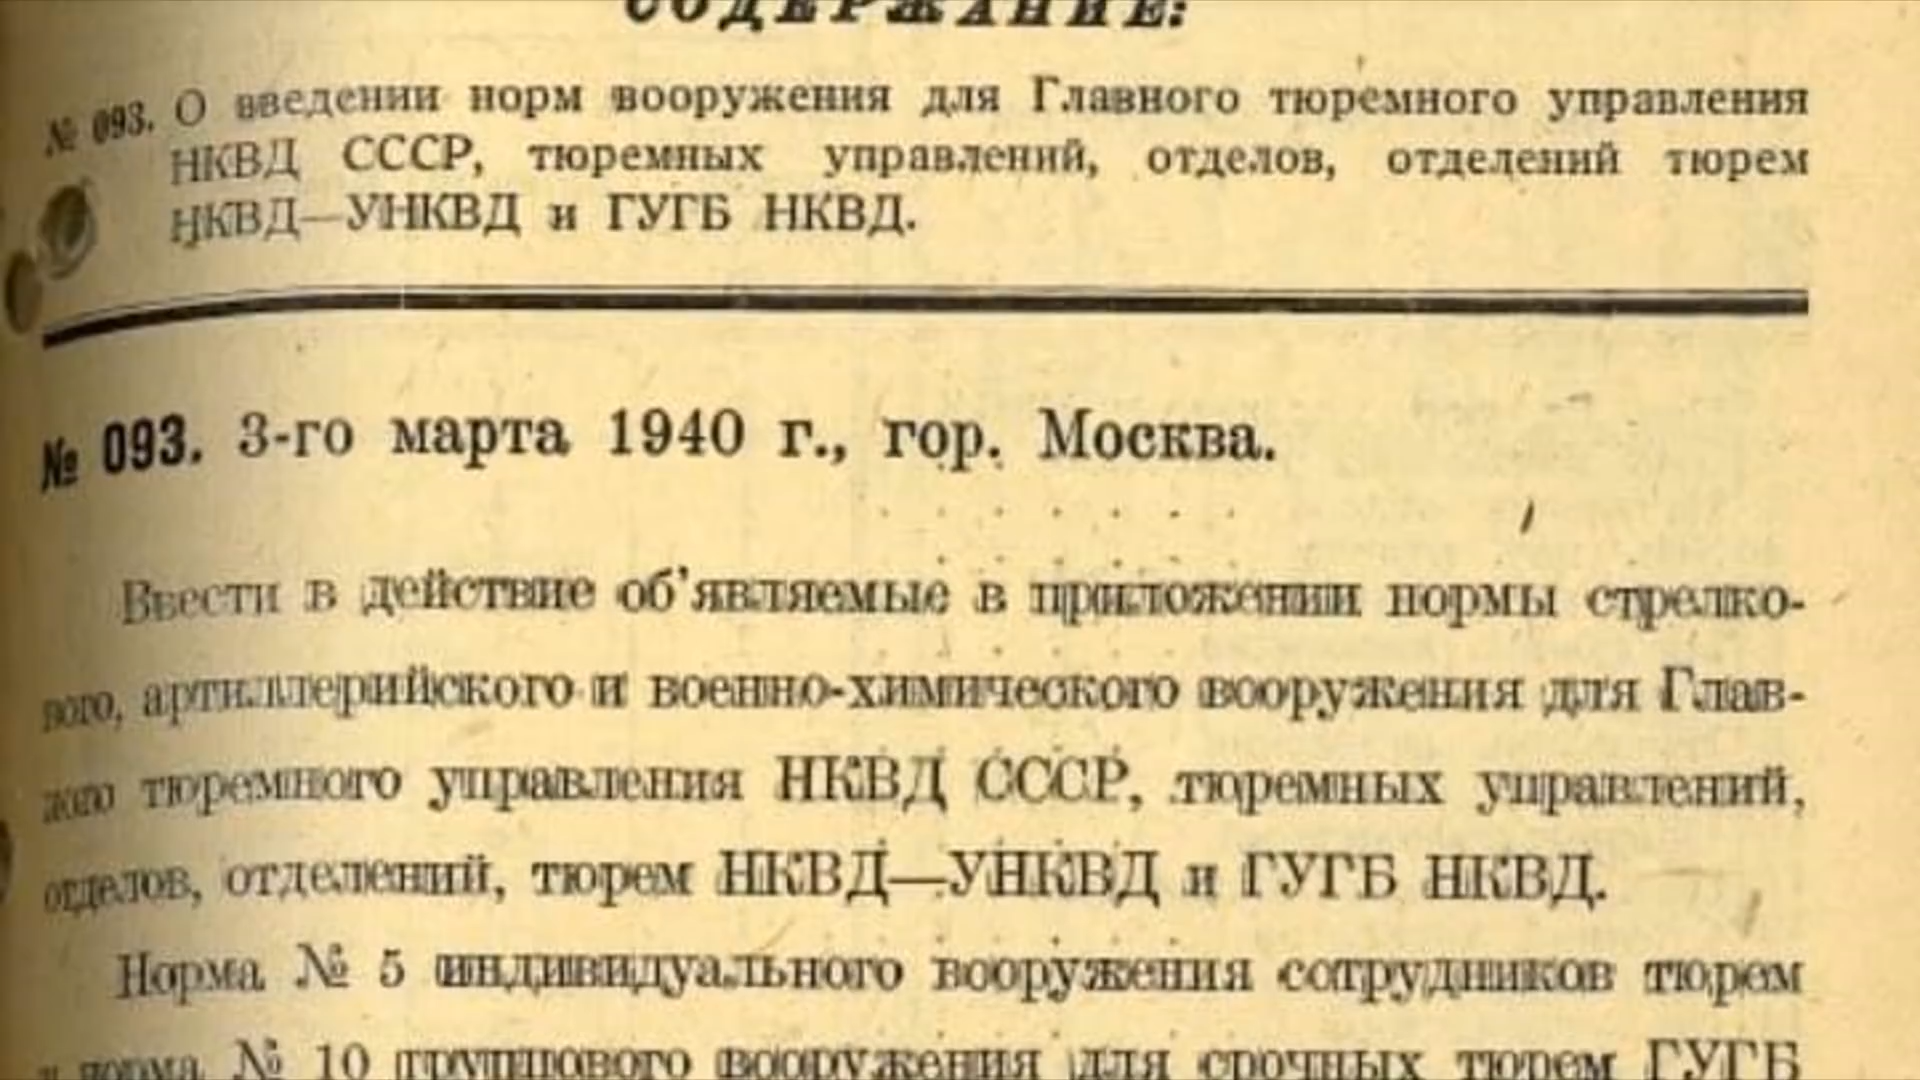 СОДЕРЖАНИЕ:
№ 093. О введении норм вооружения для Главного тюремного управления
НКВД СССР, тюремных управлений, отделов, отделений тюрем
НКВД—УНКВД и ГУГБ НКВД.
№ 093. 3-го марта 1940 г., гор. Москва.
Ввести в действие об’являемые в приложении нормы стрелко-
вого, артиллерийского и военно-химического вооружения для Глав-
ного тюремного управления НКВД СССР, тюремных управлений,
отделов, отделений, тюрем НКВД—УНКВД и ГУГБ НКВД.
Норма № 5 индивидуального вооружения сотрудников тюрем
и норма № 10 группового вооружения для срочных тюрем ГУГБ